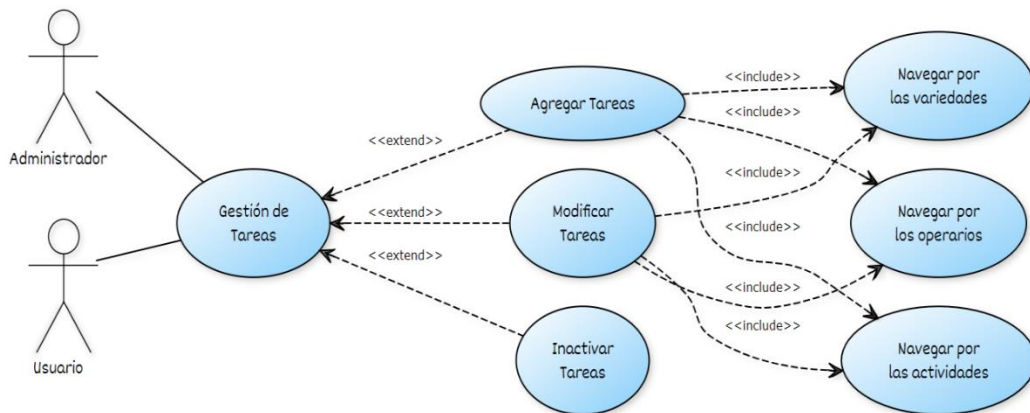 Administrador
Usuario
Gestión de
Tareas
<<extend>>
<<extend>>
<<extend>>
Agregar Tareas
Modificar
Tareas
Inactivar
Tareas
<<include>>
<<include>>
<<include>>
<<include>>
<<include>>
<<include>>
Navegar por
las variedades
Navegar por
los operarios
Navegar por
las actividades